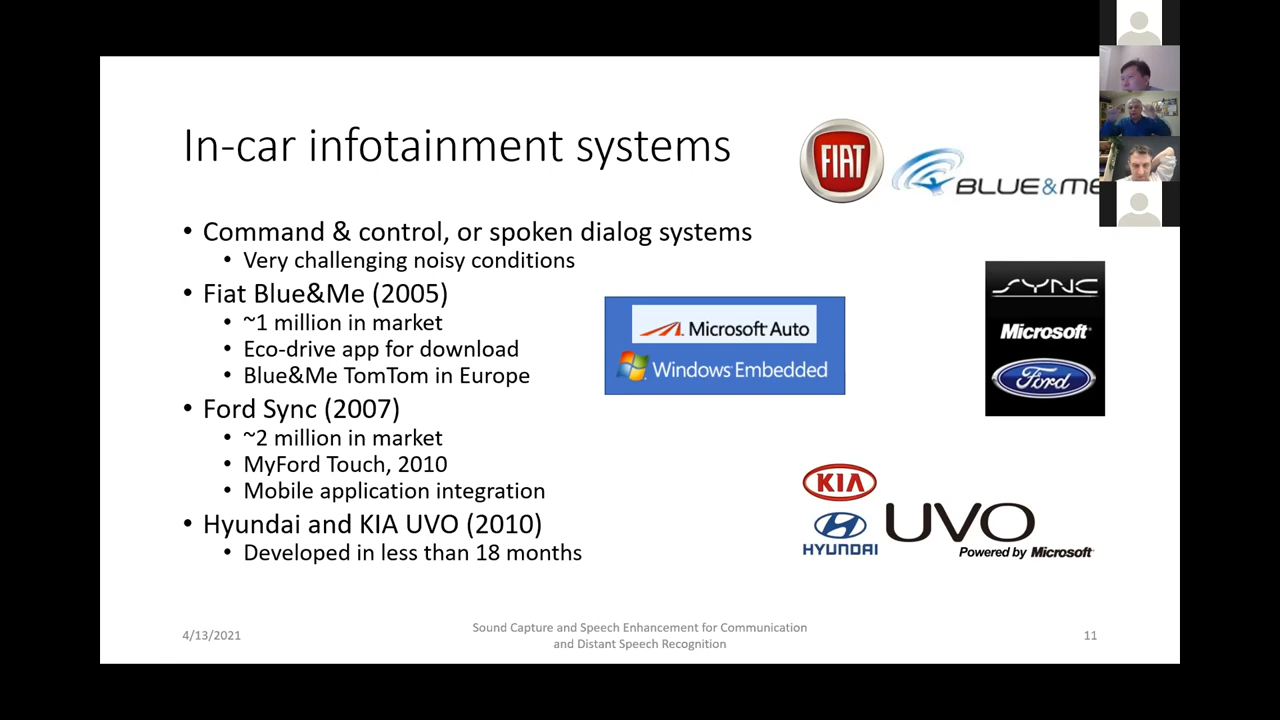 In-car infotainment systems
FIAT
BLUE&ME
• Command & control, or spoken dialog systems
• Very challenging noisy conditions
• Fiat Blue&Me (2005)
• ~1 million in market
• Eco-drive app for download
• Blue&Me TomTom in Europe
Microsoft Auto
Windows Embedded
SYNC
Microsoft
Ford
• Ford Sync (2007)
• ~2 million in market
• MyFord Touch, 2010
• Mobile application integration
• Hyundai and KIA UVO (2010)
• Developed in less than 18 months
KIA
HYUNDAI
UVO
Powered by Microsoft
4/13/2021
Sound Capture and Speech Enhancement for Communication
and Distant Speech Recognition
11